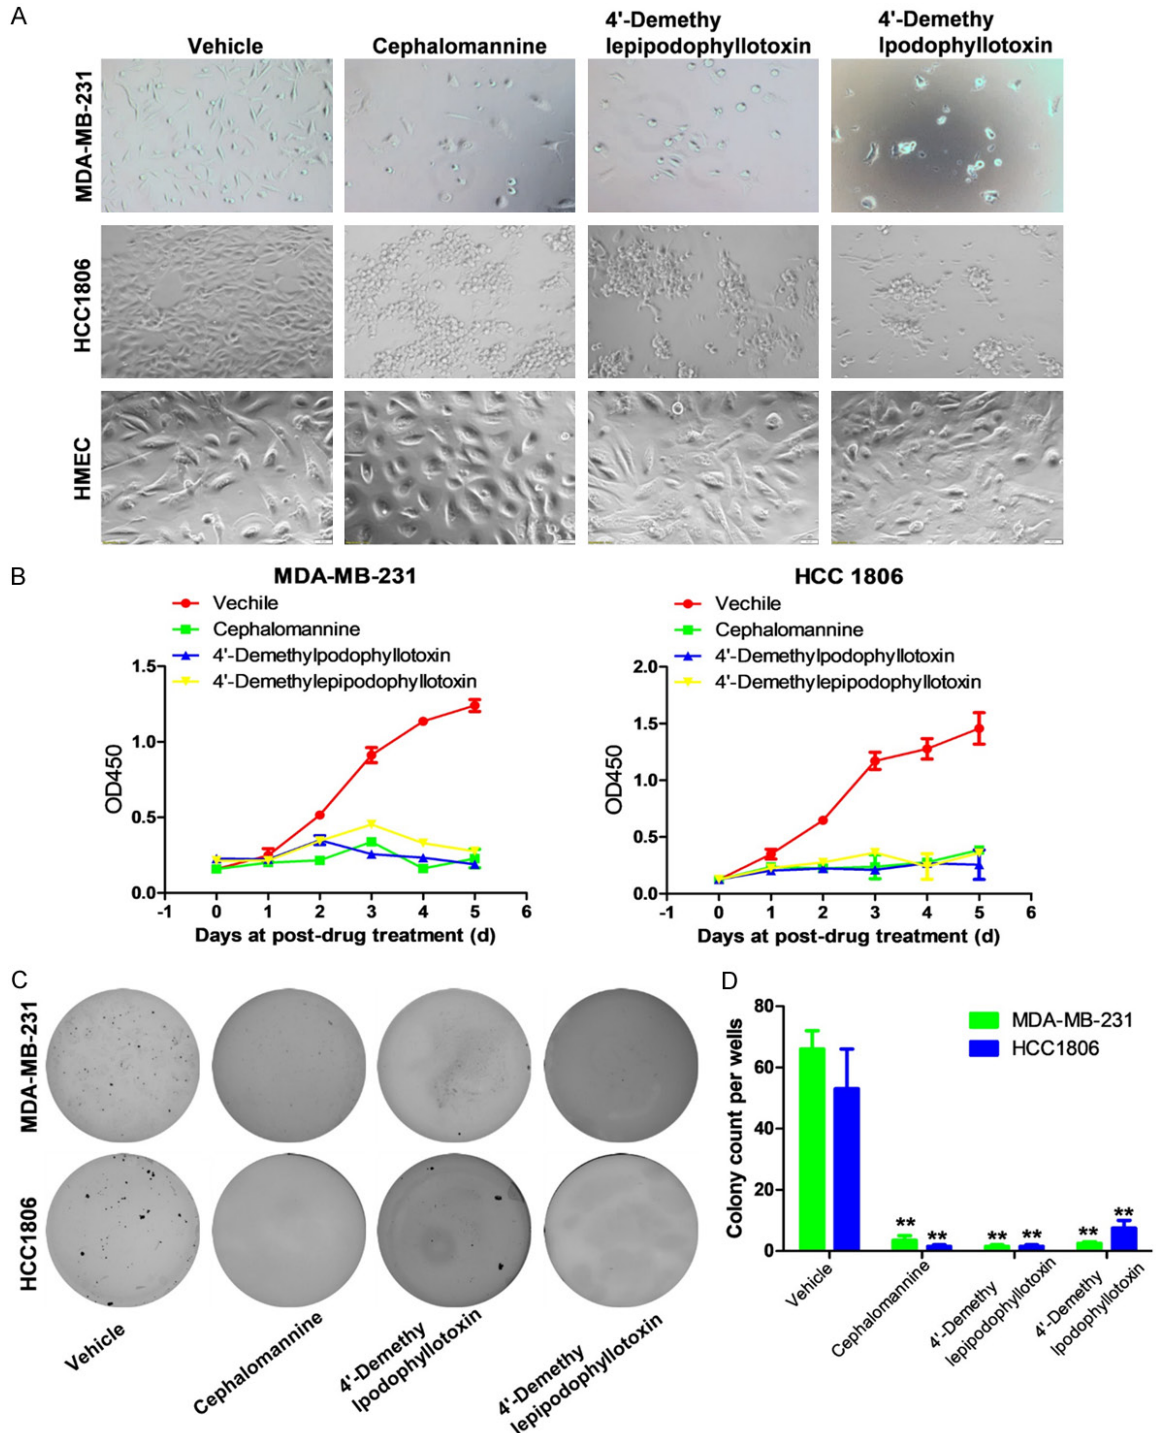 A
Vehicle
Cephalomannine
4'-Demethy
lepipodophyllotoxin
4'-Demethy
lpodophyllotoxin
MDA-MB-231
HCC1806
HMEC
B
MDA-MB-231
Vechile
Cephalomannine
4'-Demethylpodophyllotoxin
4'-Demethylepipodophyllotoxin
1.5
1.0
0.5
0.0
OD450
-1 0 1 2 3 4 5 6
Days at post-drug treatment (d)
HCC 1806
Vechile
Cephalomannine
4'-Demethylpodophyllotoxin
4'-Demethylepipodophyllotoxin
2.0
1.5
1.0
0.5
0.0
OD450
-1 0 1 2 3 4 5 6
Days at post-drug treatment (d)
C
MDA-MB-231
HCC1806
Vehicle
Cephalomannine
4'-Demethy
lpodophyllotoxin
4'-Demethy
lepipodophyllotoxin
D
MDA-MB-231
HCC1806
80
60
40
20
0
Colony count per wells
** ** ** ** ** **
Vehicle
Cephalomannine
4'-Demethy
lepipodophyllotoxin
4'-Demethy
lpodophyllotoxin